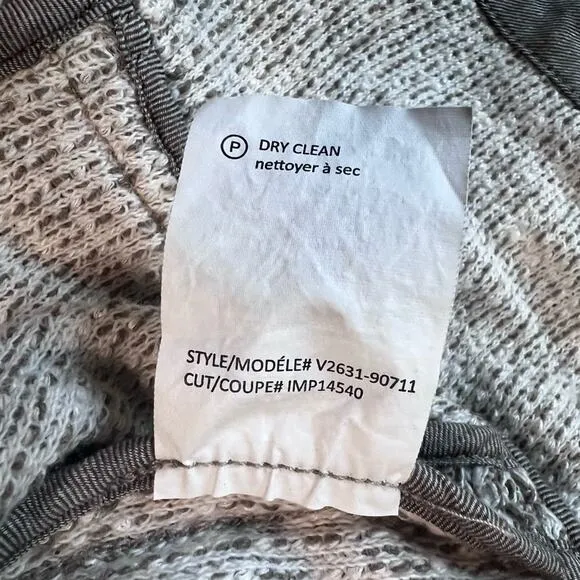 Ⓟ DRY CLEAN
nettoyer à sec
STYLE/MODÉLE# V2631-90711
CUT/COUPE# IMP14540